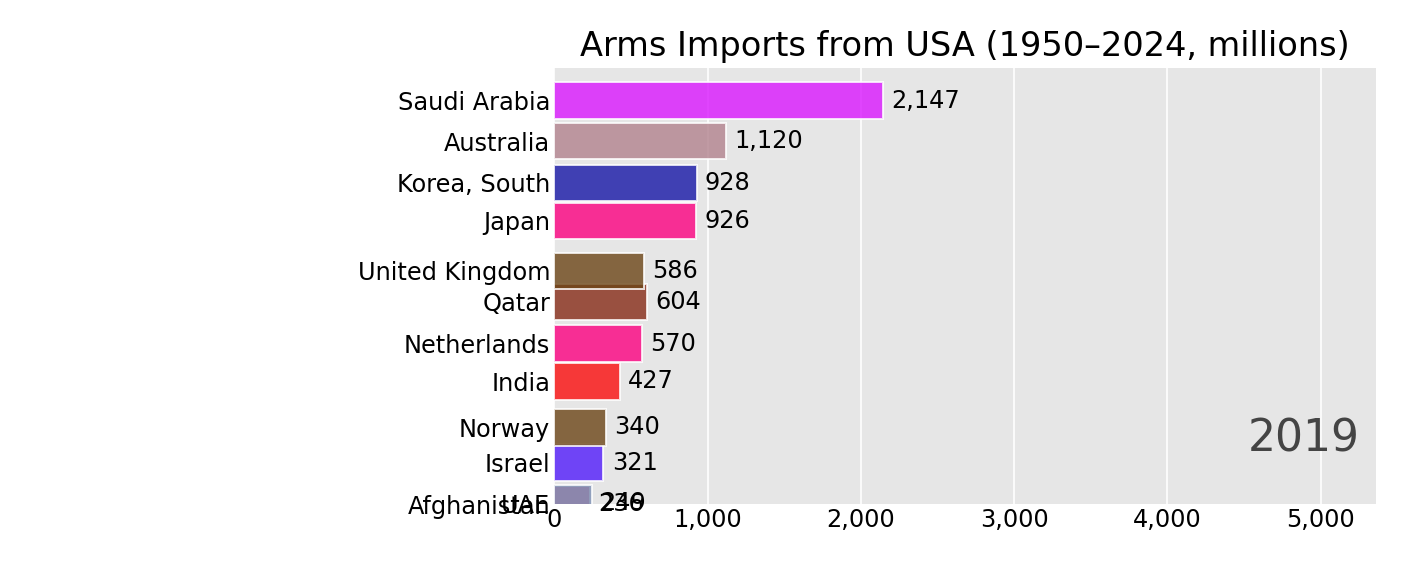 Arms Imports from USA (1950–2024, millions)
Saudi Arabia 2,147
Australia 1,120
Korea, South 928
Japan 926
United Kingdom 586
Qatar 604
Netherlands 570
India 427
Norway 340
2019
Israel 321
Afghanistan
UAE
0 1,000 2,000 3,000 4,000 5,000